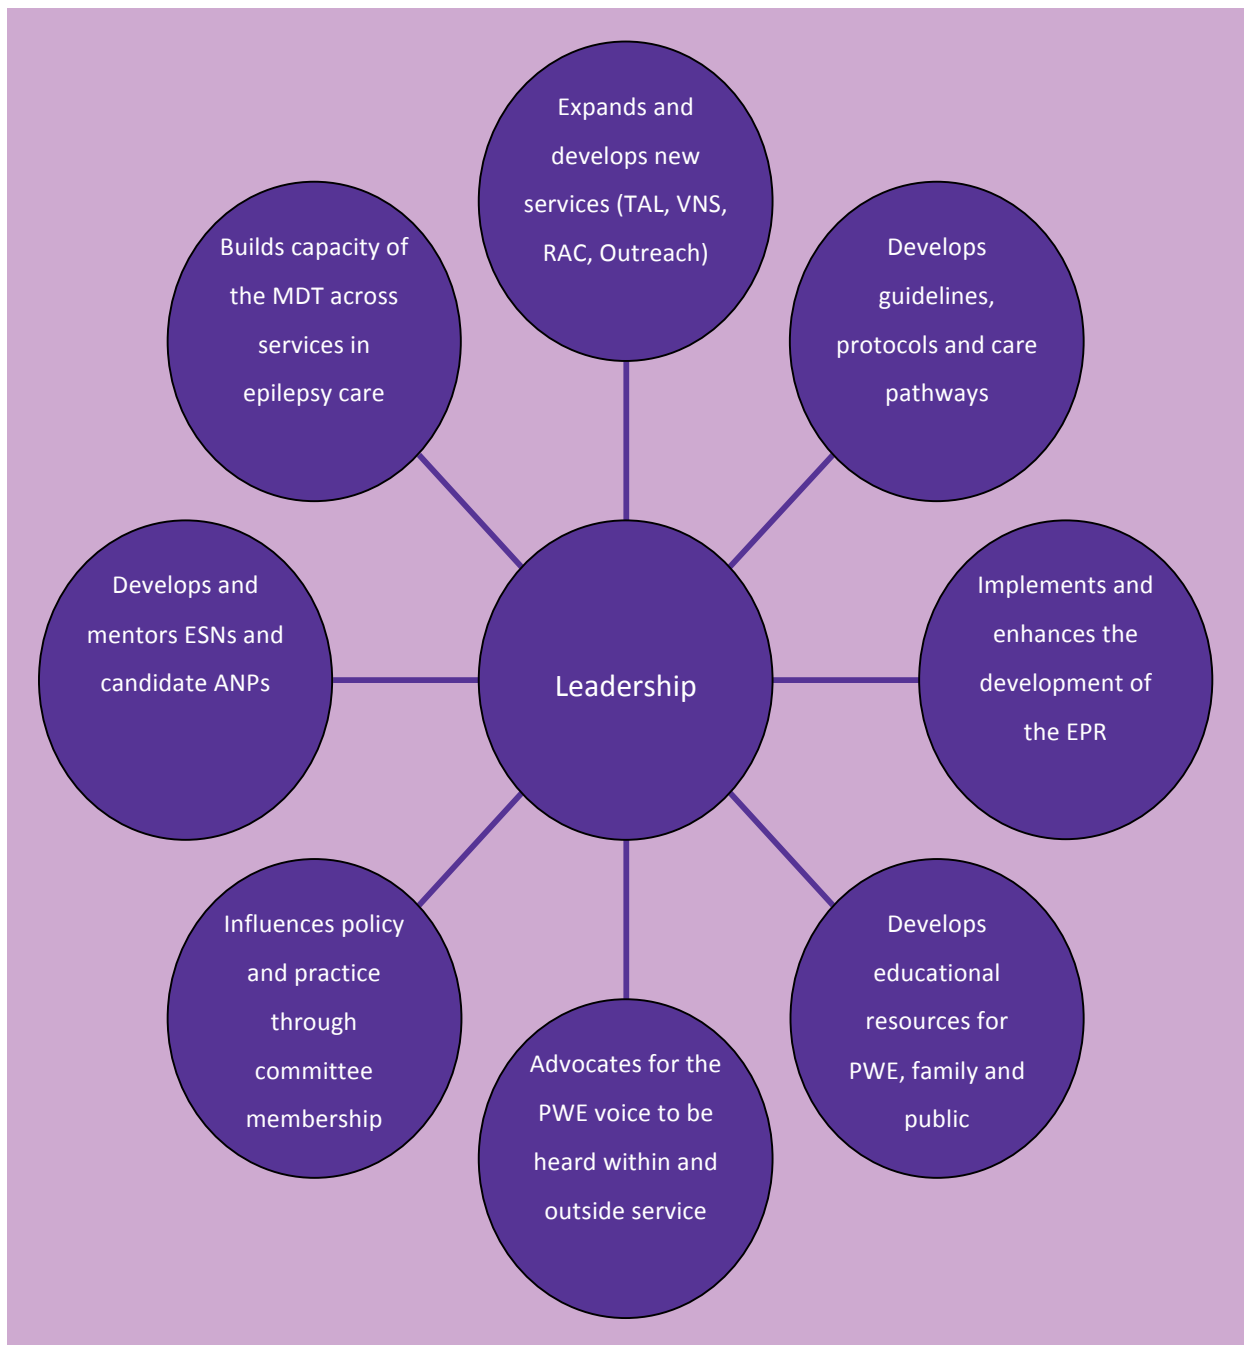 Expands and
develops new
services (TAL, VNS,
RAC, Outreach)
Develops
guidelines,
protocols and care
pathways
Implements and
enhances the
development of
the EPR
Develops
educational
resources for
PWE, family and
public
Advocates for the
PWE voice to be
heard within and
outside service
Influences policy
and practice
through
committee
membership
Develops and
mentors ESNs and
candidate ANPs
Builds capacity of
the MDT across
services in
epilepsy care
Leadership